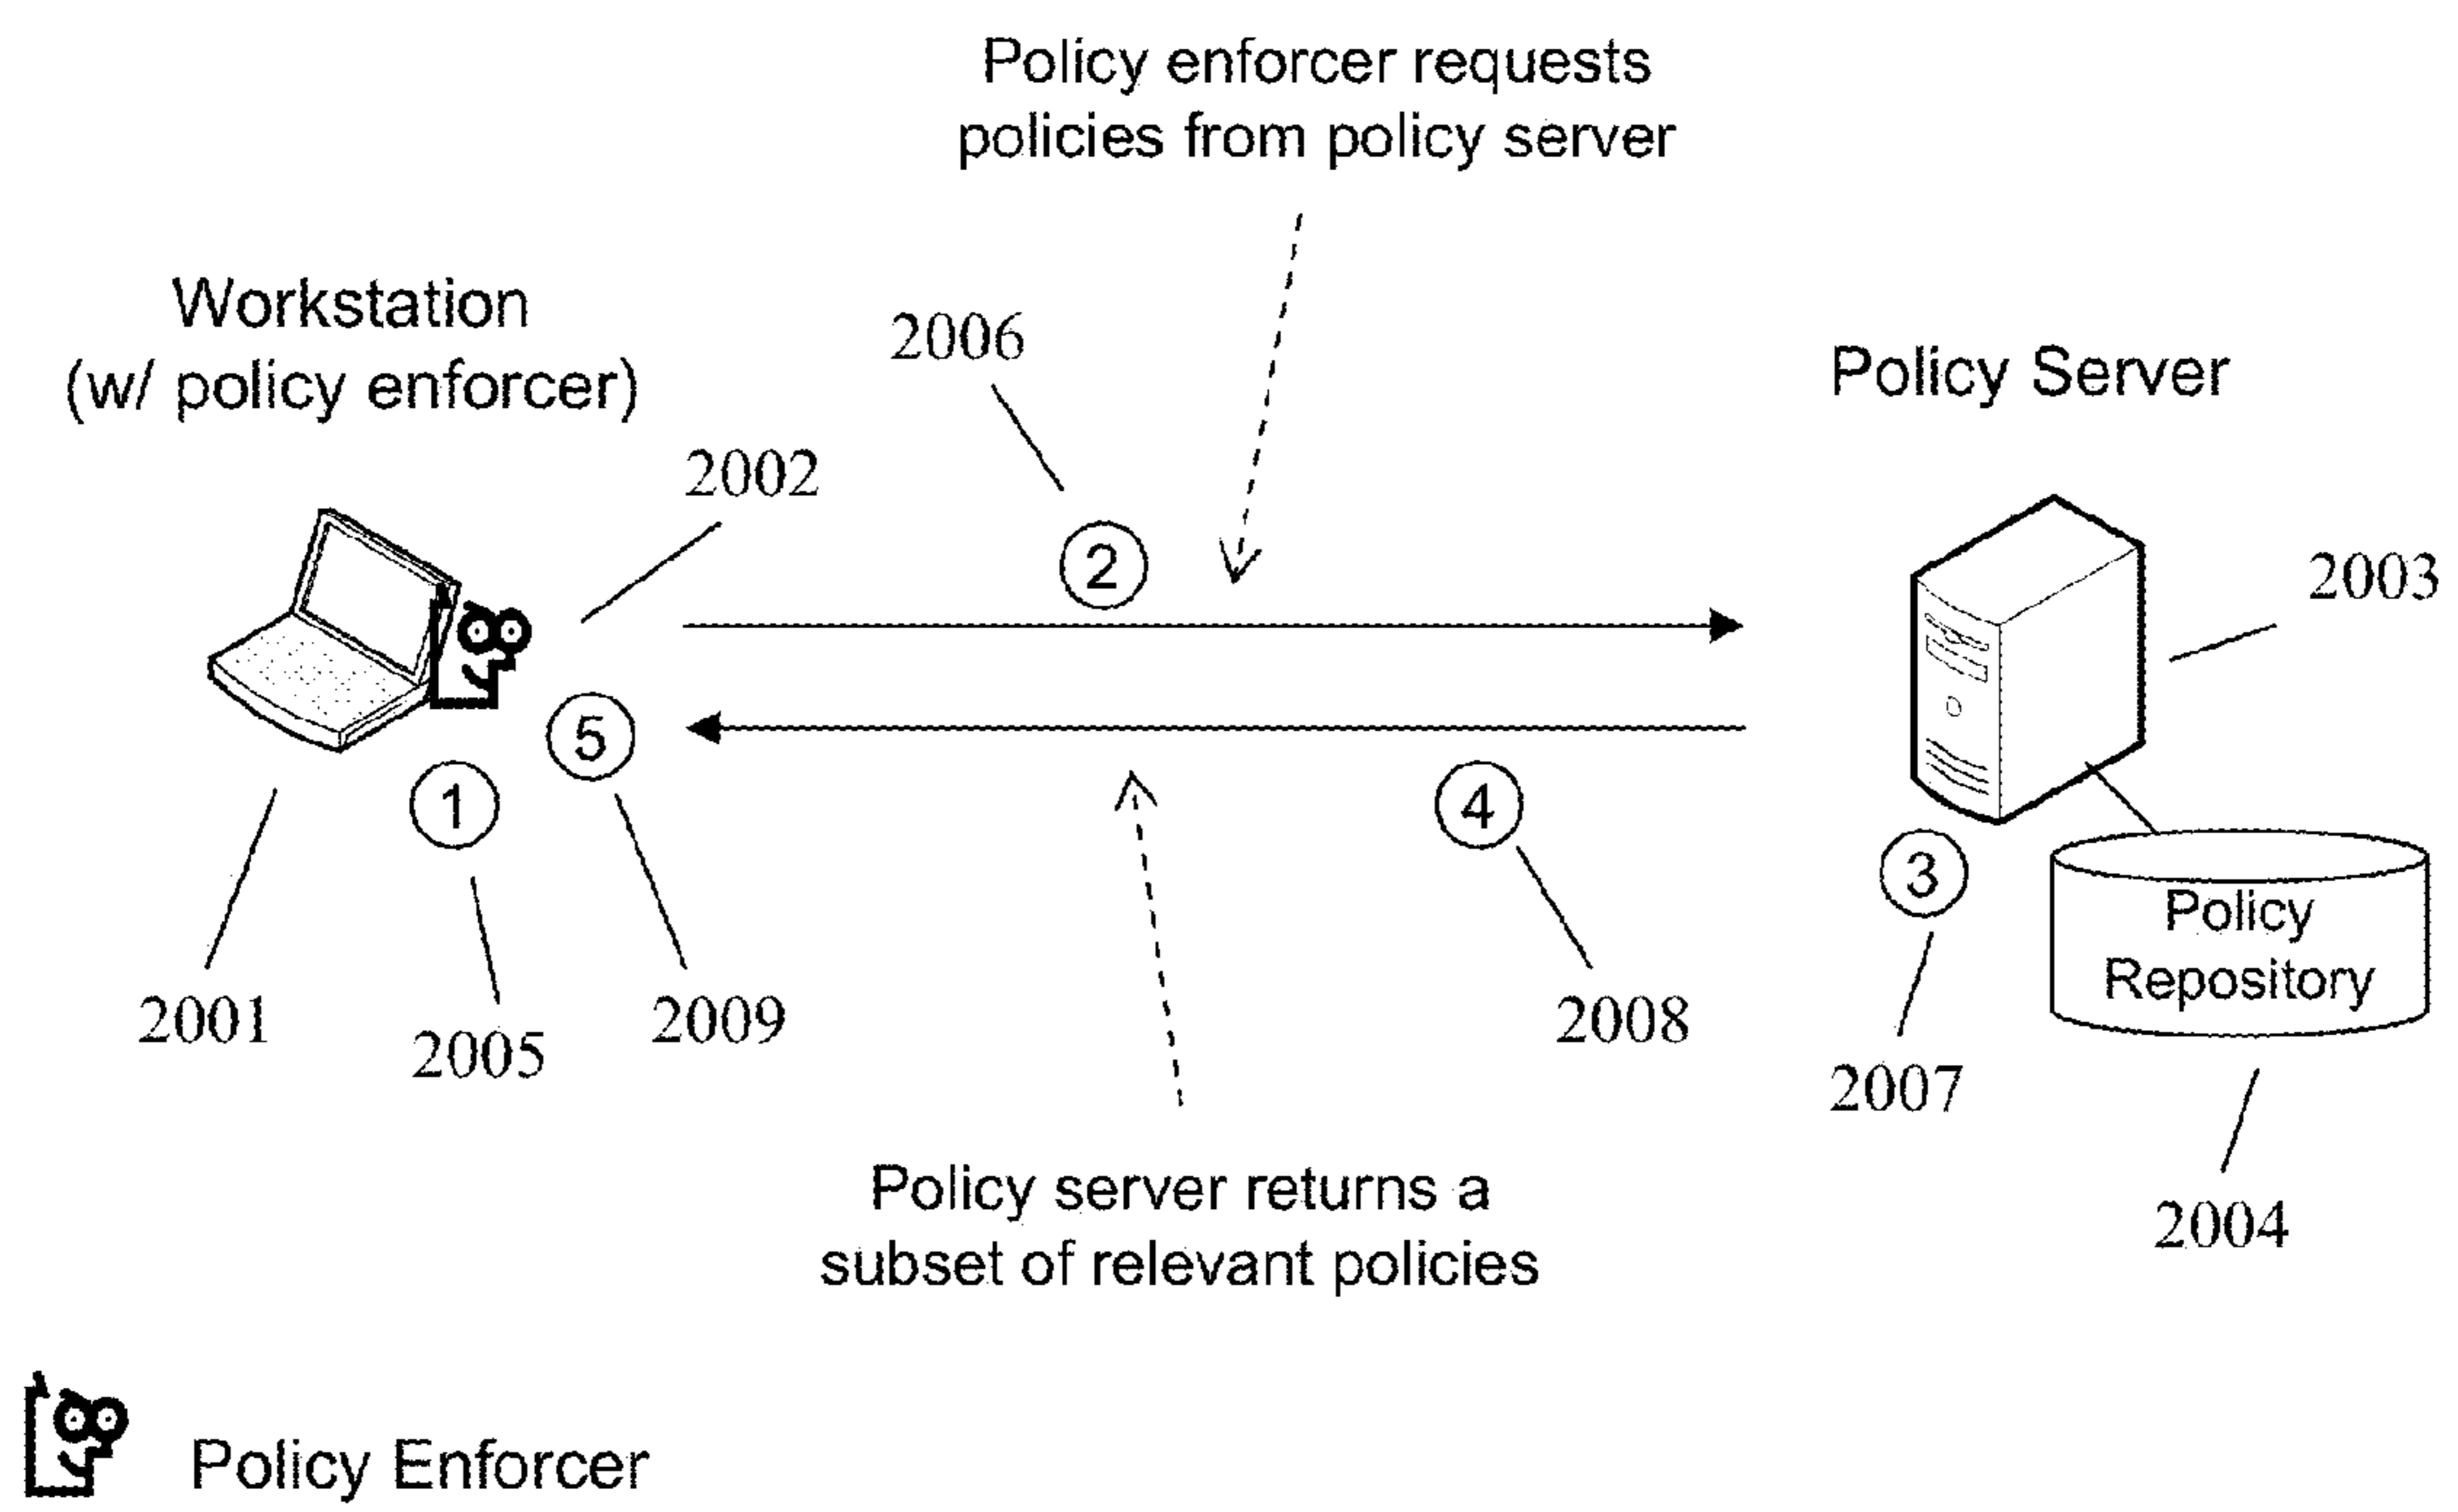 Policy enforcer requests
policies from policy server
Workstation
(w/ policy enforcer)
2006
Policy Server
2002
2
2003
5
1
4
3
Policy
Repository
2001
2005
2009
2008
2007
2004
Policy server returns a
subset of relevant policies
Policy Enforcer